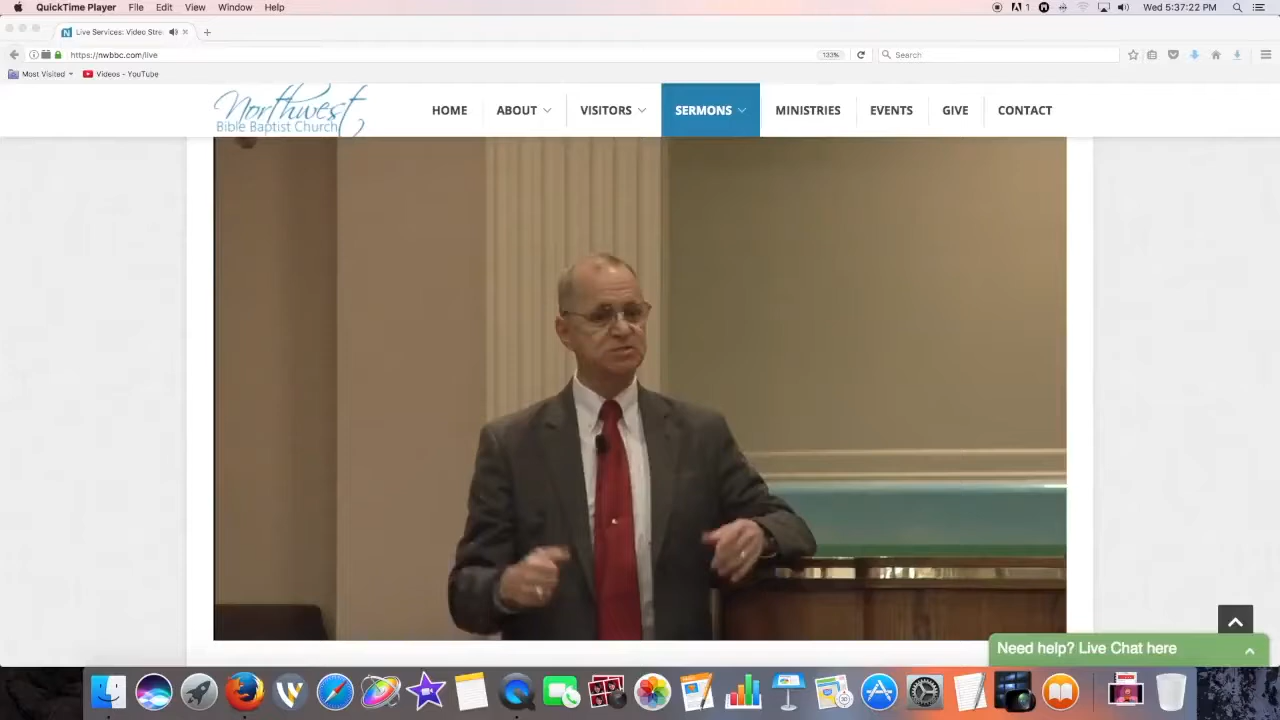 QuickTime Player File Edit View Window Help 1 Wed 5:37:22 PM
Live Services: Video Stre
https://nwbbc.com/live 133% Search
Most Visited Videos - YouTube
Northwest
Bible Baptist Church
HOME ABOUT VISITORS SERMONS MINISTRIES EVENTS GIVE CONTACT
Need help? Live Chat here